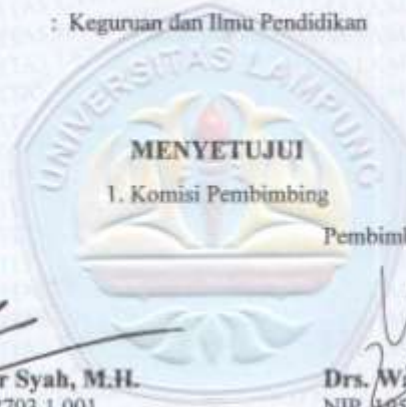 : Keguruan dan Ilmu Pendidikan
UNIVERSITAS LAMPUNG
MENYETUJUI
1. Komisi Pembimbing
Syah, M.H.
Drs.